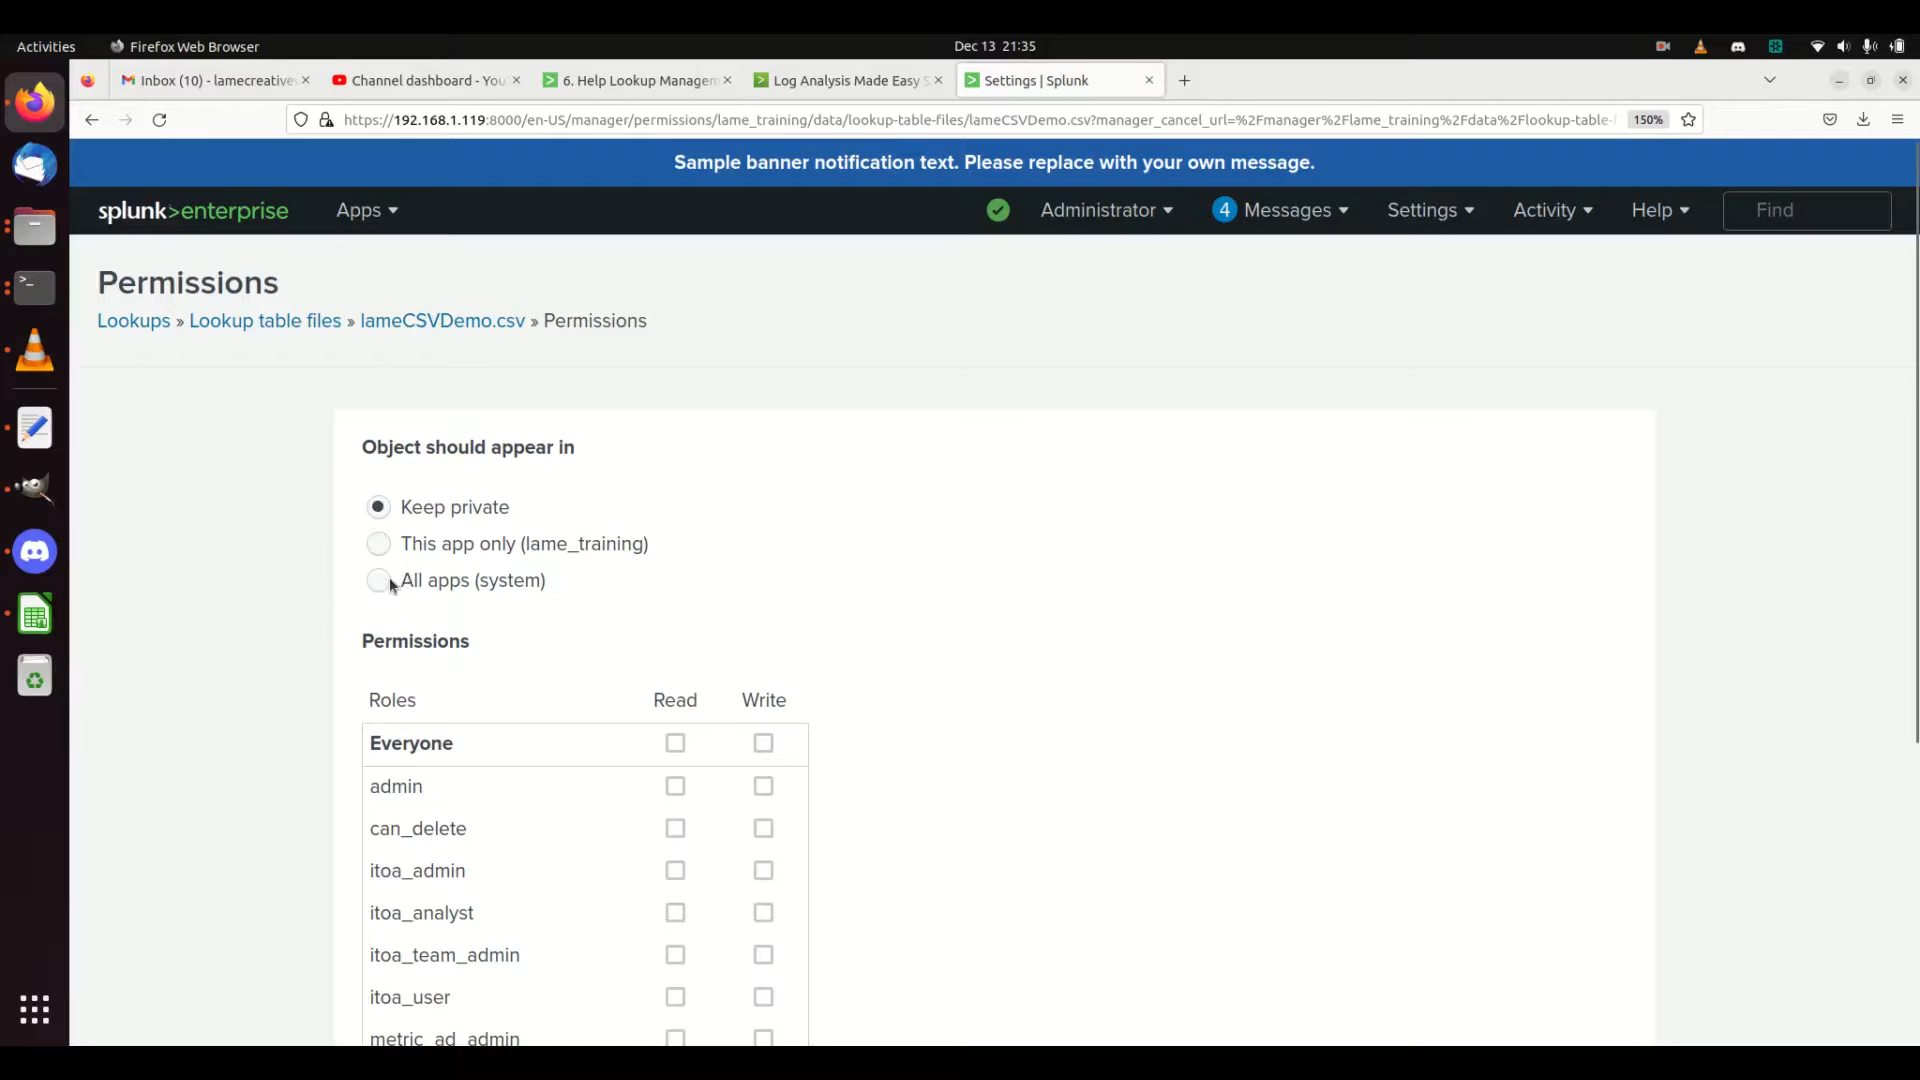 Activities
Firefox Web Browser
Dec 13 21:35
Inbox (10) - lamecreative
Channel dashboard - You
6. Help Lookup Managem
Log Analysis Made Easy S
Settings | Splunk
https://192.168.1.119:8000/en-US/manager/permissions/lame_training/data/lookup-table-files/lameCSVDemo.csv?manager_cancel_url=%2Fmanager%2Flame_training%2Fdata%2Flookup-table-
150%
Sample banner notification text. Please replace with your own message.
splunk>enterprise
Apps
Administrator
4 Messages
Settings
Activity
Help
Find
Permissions
Lookups » Lookup table files » lameCSVDemo.csv » Permissions
Object should appear in
Keep private
This app only (lame_training)
All apps (system)
Permissions
Roles Read Write
Everyone
admin
can_delete
itoa_admin
itoa_analyst
itoa_team_admin
itoa_user
metric_ad_admin